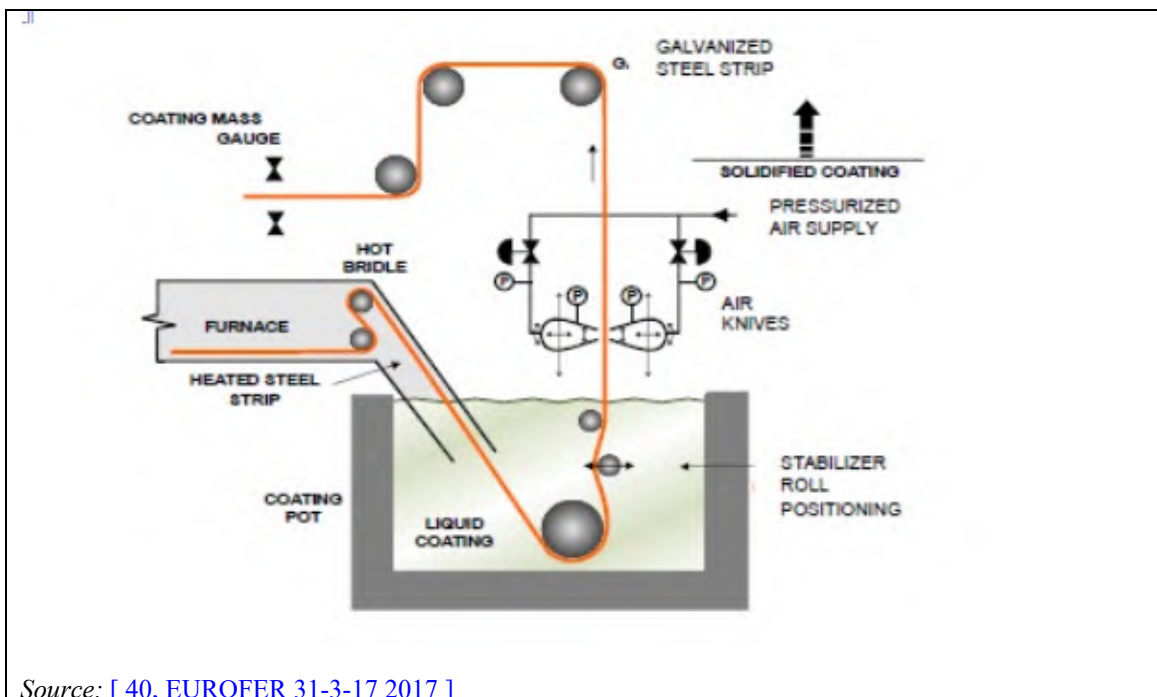 G.
GALVANIZED
STEEL STRIP
COATING MASS
GAUGE
SOLIDIFIED COATING
PRESSURIZED
AIR SUPPLY
HOT
BRIDLE
P
P
P
P
AIR
KNIVES
FURNACE
HEATED STEEL
STRIP
STABILIZER
ROLL
POSITIONING
COATING
POT
LIQUID
COATING
Source: [ 40, EUROFER 31-3-17 2017 ]